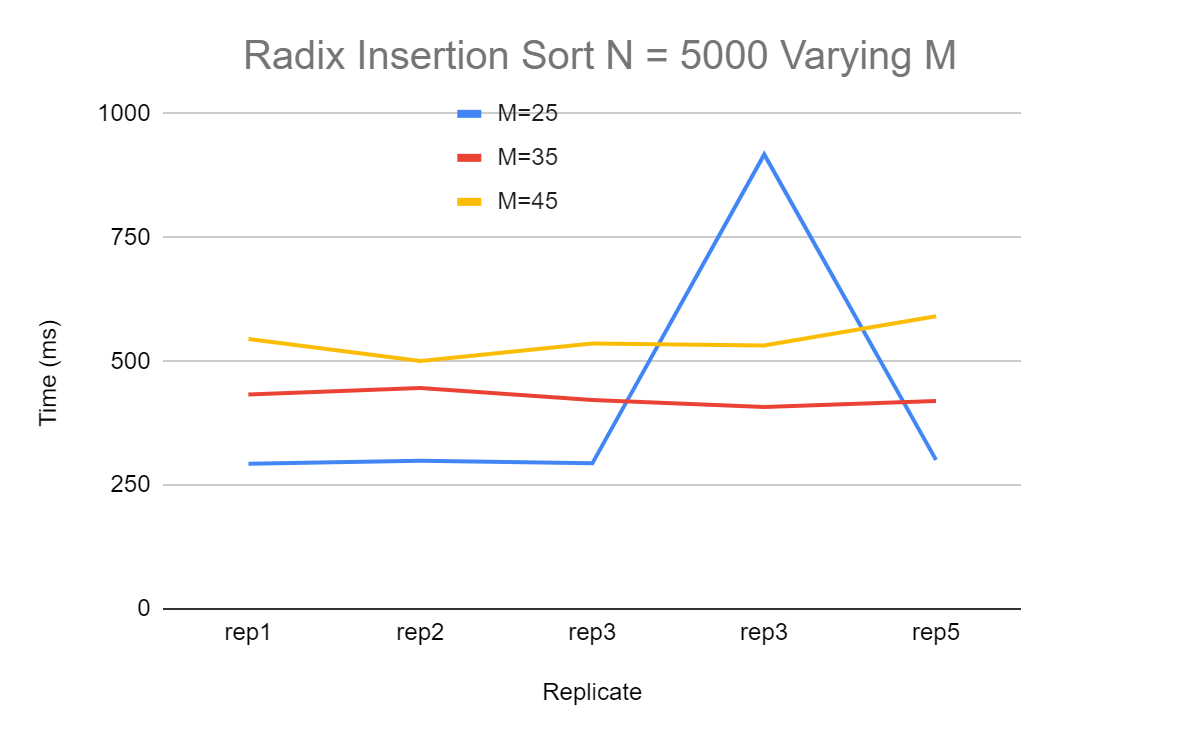 Radix Insertion Sort N = 5000 Varying M
M=25
M=35
M=45
1000
750
500
250
0
Time (ms)
rep1 rep2 rep3 rep3 rep5
Replicate